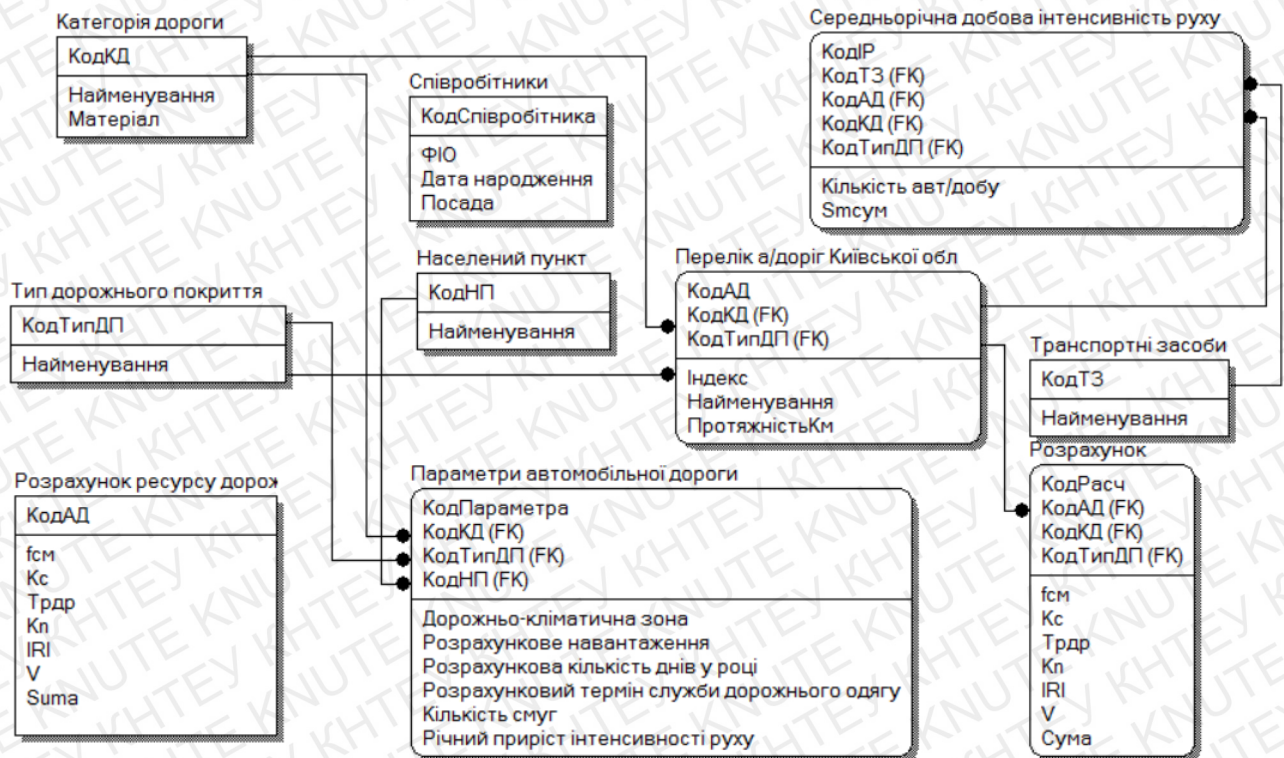 Категорія дороги
КодКД
Найменування
Матеріал
Співробітники
КодСпівробітника
ФІО
Дата народження
Посада
Середньорічна добова інтенсивність руху
КодІР
КодТЗ (FK)
КодАД (FK)
КодКД (FK)
КодТипДП (FK)
Кількість авт/добу
Smсум
Тип дорожнього покриття
КодТипДП
Найменування
Населений пункт
КодНП
Найменування
Перелік а/доріг Київської обл
КодАД
КодКД (FK)
КодТипДП (FK)
Індекс
Найменування
ПротяжністьКм
Транспортні засоби
КодТЗ
Найменування
Розрахунок ресурсу дорож
КодАД
fсм
Кс
Трдр
Кп
IRI
V
Suma
Параметри автомобільної дороги
КодПараметра
КодКД (FK)
КодТипДП (FK)
КодНП (FK)
Дорожньо-кліматична зона
Розрахункове навантаження
Розрахункова кількість днів у році
Розрахунковий термін служби дорожнього одягу
Кількість смуг
Річний приріст інтенсивності руху
Розрахунок
КодРасч
КодАД (FK)
КодКД (FK)
КодТипДП (FK)
fсм
Кс
Трдр
Кп
IRI
V
Сума